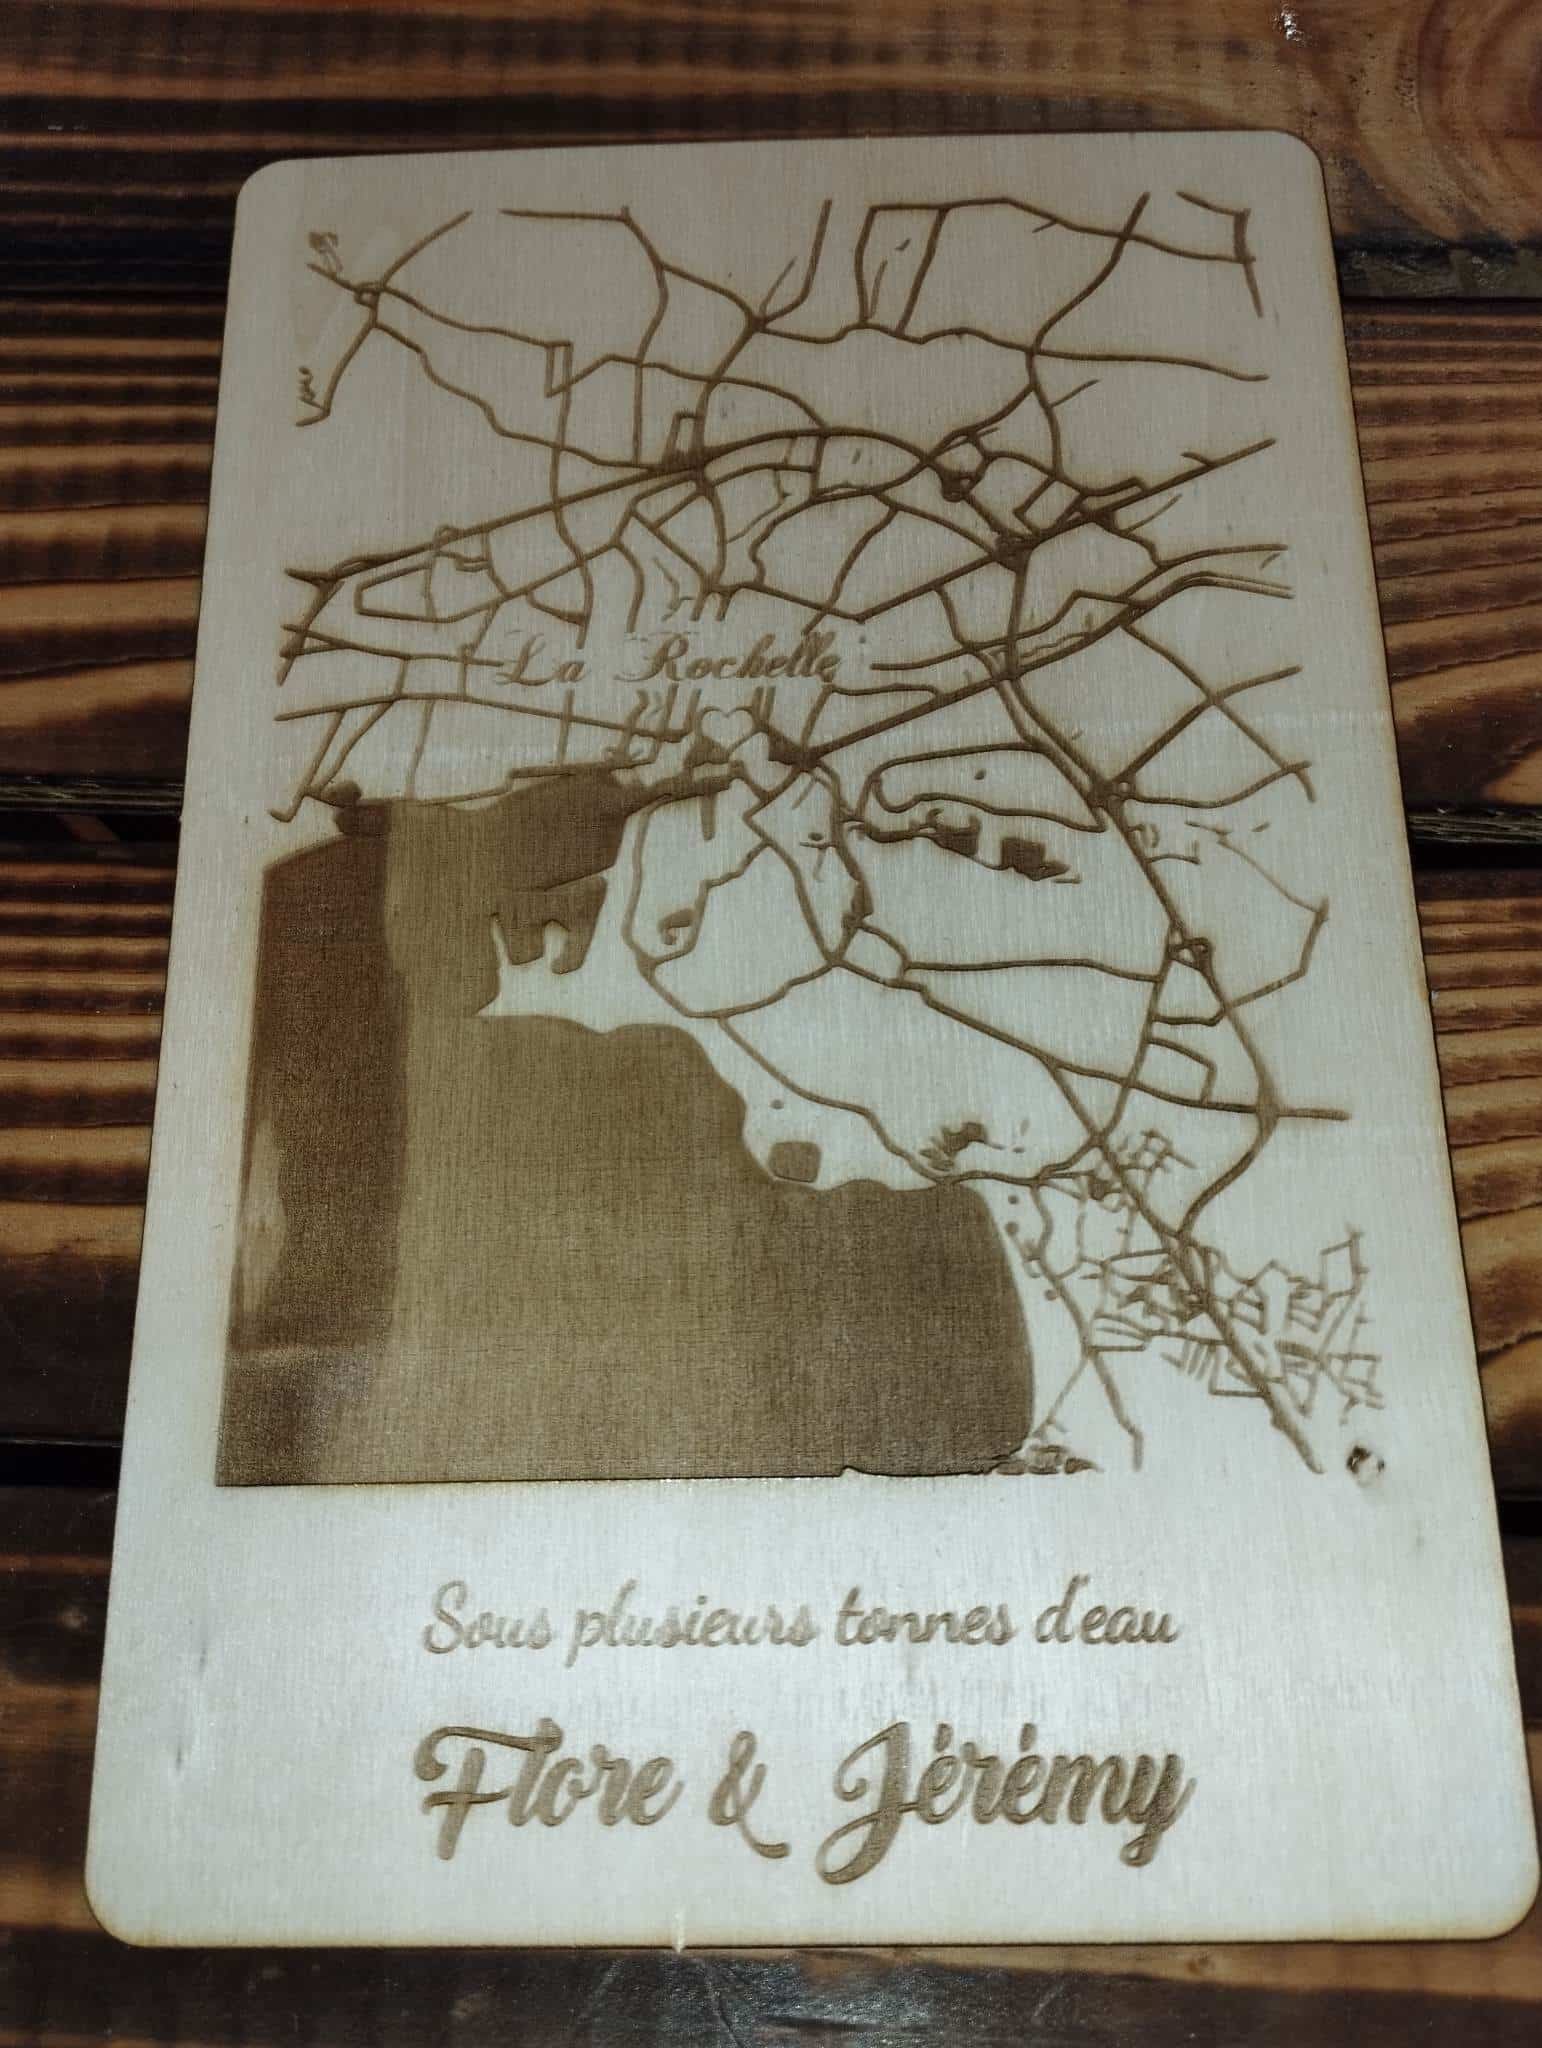 La Rochelle
Sous plusieurs tonnes d'eau
Flore & Jérémy